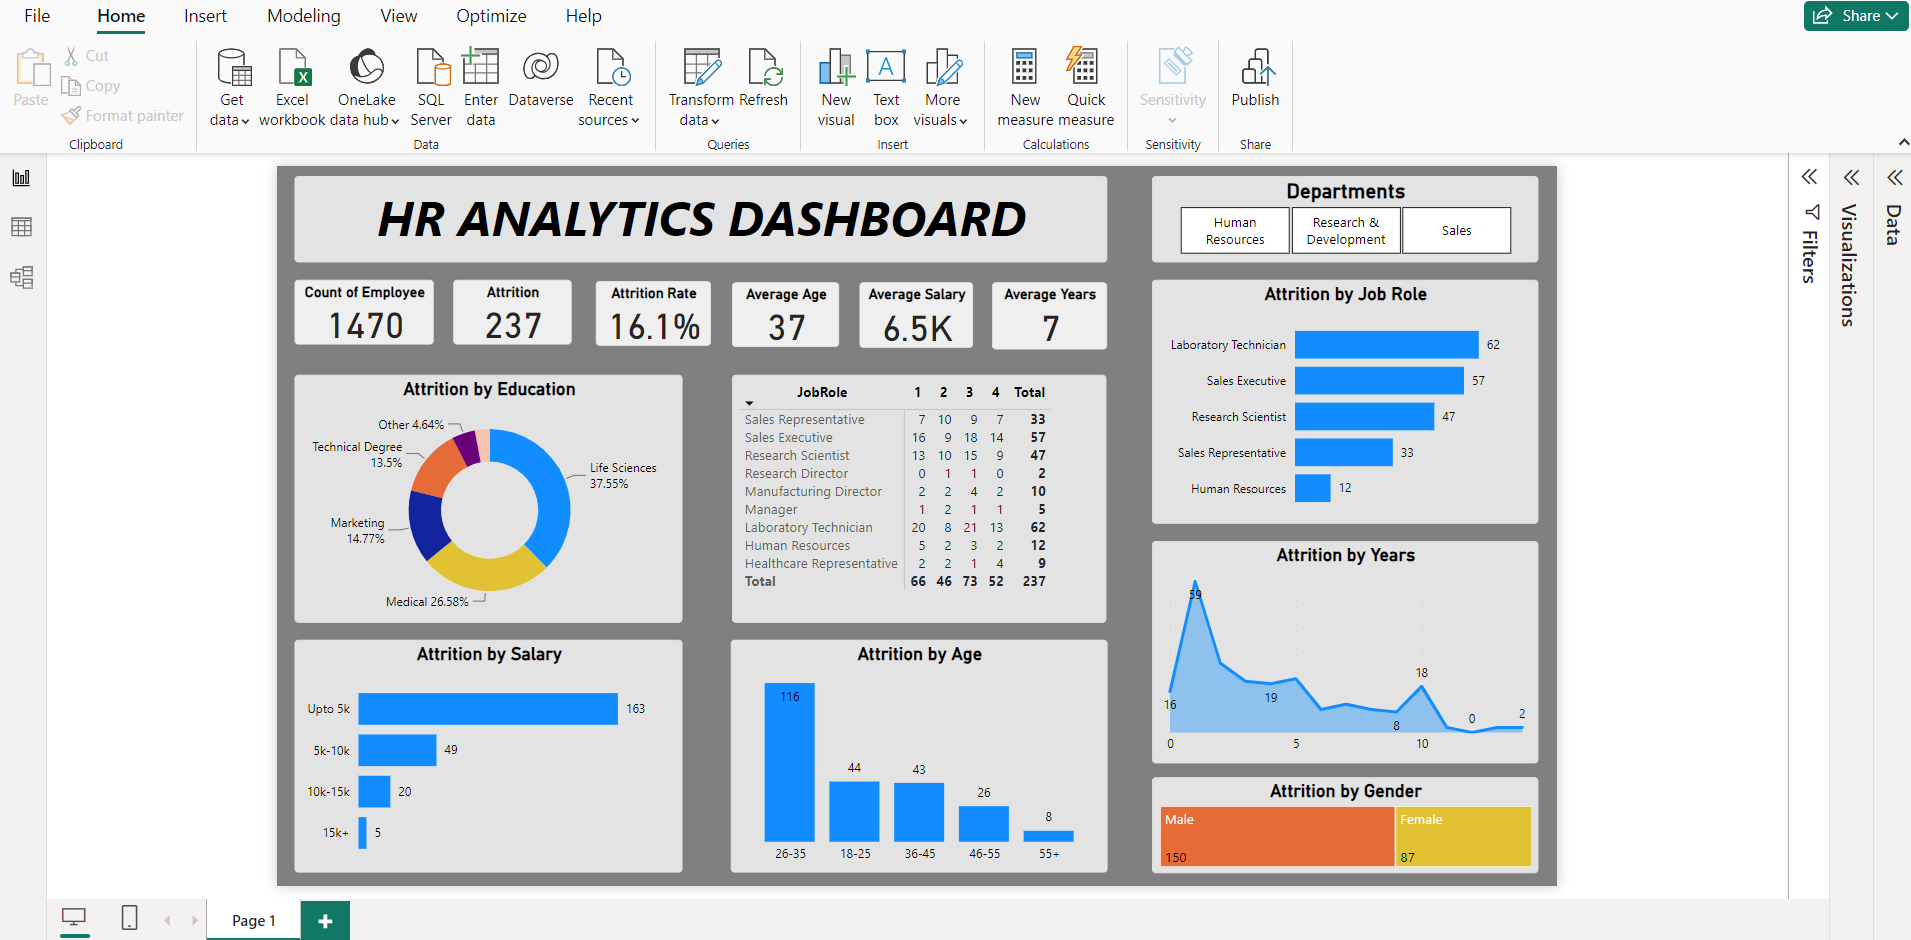 File Home Insert Modeling View Optimize Help
Share
Paste
Cut
Copy
Format painter
Clipboard
Get data
Excel workbook
OneLake data hub
SQL Server
Enter data
Dataverse
Recent sources
Data
Transform data
Refresh
Queries
New visual
Text box
More visuals
Insert
New measure
Quick measure
Calculations
Sensitivity
Sensitivity
Publish
Share
HR ANALYTICS DASHBOARD
Departments
Human
Resources
Research &
Development
Sales
Count of Employee
1470
Attrition
237
Attrition Rate
16.1%
Average Age
37
Average Salary
6.5K
Average Years
7
Attrition by Education
Other 4.64%
Technical Degree
13.5%
Life Sciences
37.55%
Marketing
14.77%
Medical 26.58%
JobRole 1 2 3 4 Total
Sales Representative 7 10 9 7 33
Sales Executive 16 9 18 14 57
Research Scientist 13 10 15 9 47
Research Director 0 1 1 0 2
Manufacturing Director 2 2 4 2 10
Manager 1 2 1 1 5
Laboratory Technician 20 8 21 13 62
Human Resources 5 2 3 2 12
Healthcare Representative 2 2 1 4 9
Total 66 46 73 52 237
Attrition by Job Role
Laboratory Technician 62
Sales Executive 57
Research Scientist 47
Sales Representative 33
Human Resources 12
Attrition by Years
59
16
19
8
18
0
2
0 5 10
Attrition by Salary
Upto 5k 163
5k-10k 49
10k-15k 20
15k+ 5
Attrition by Age
116
44
43
26
8
26-35 18-25 36-45 46-55 55+
Attrition by Gender
Male
150
Female
87
Filters
Visualizations
Data
Page 1